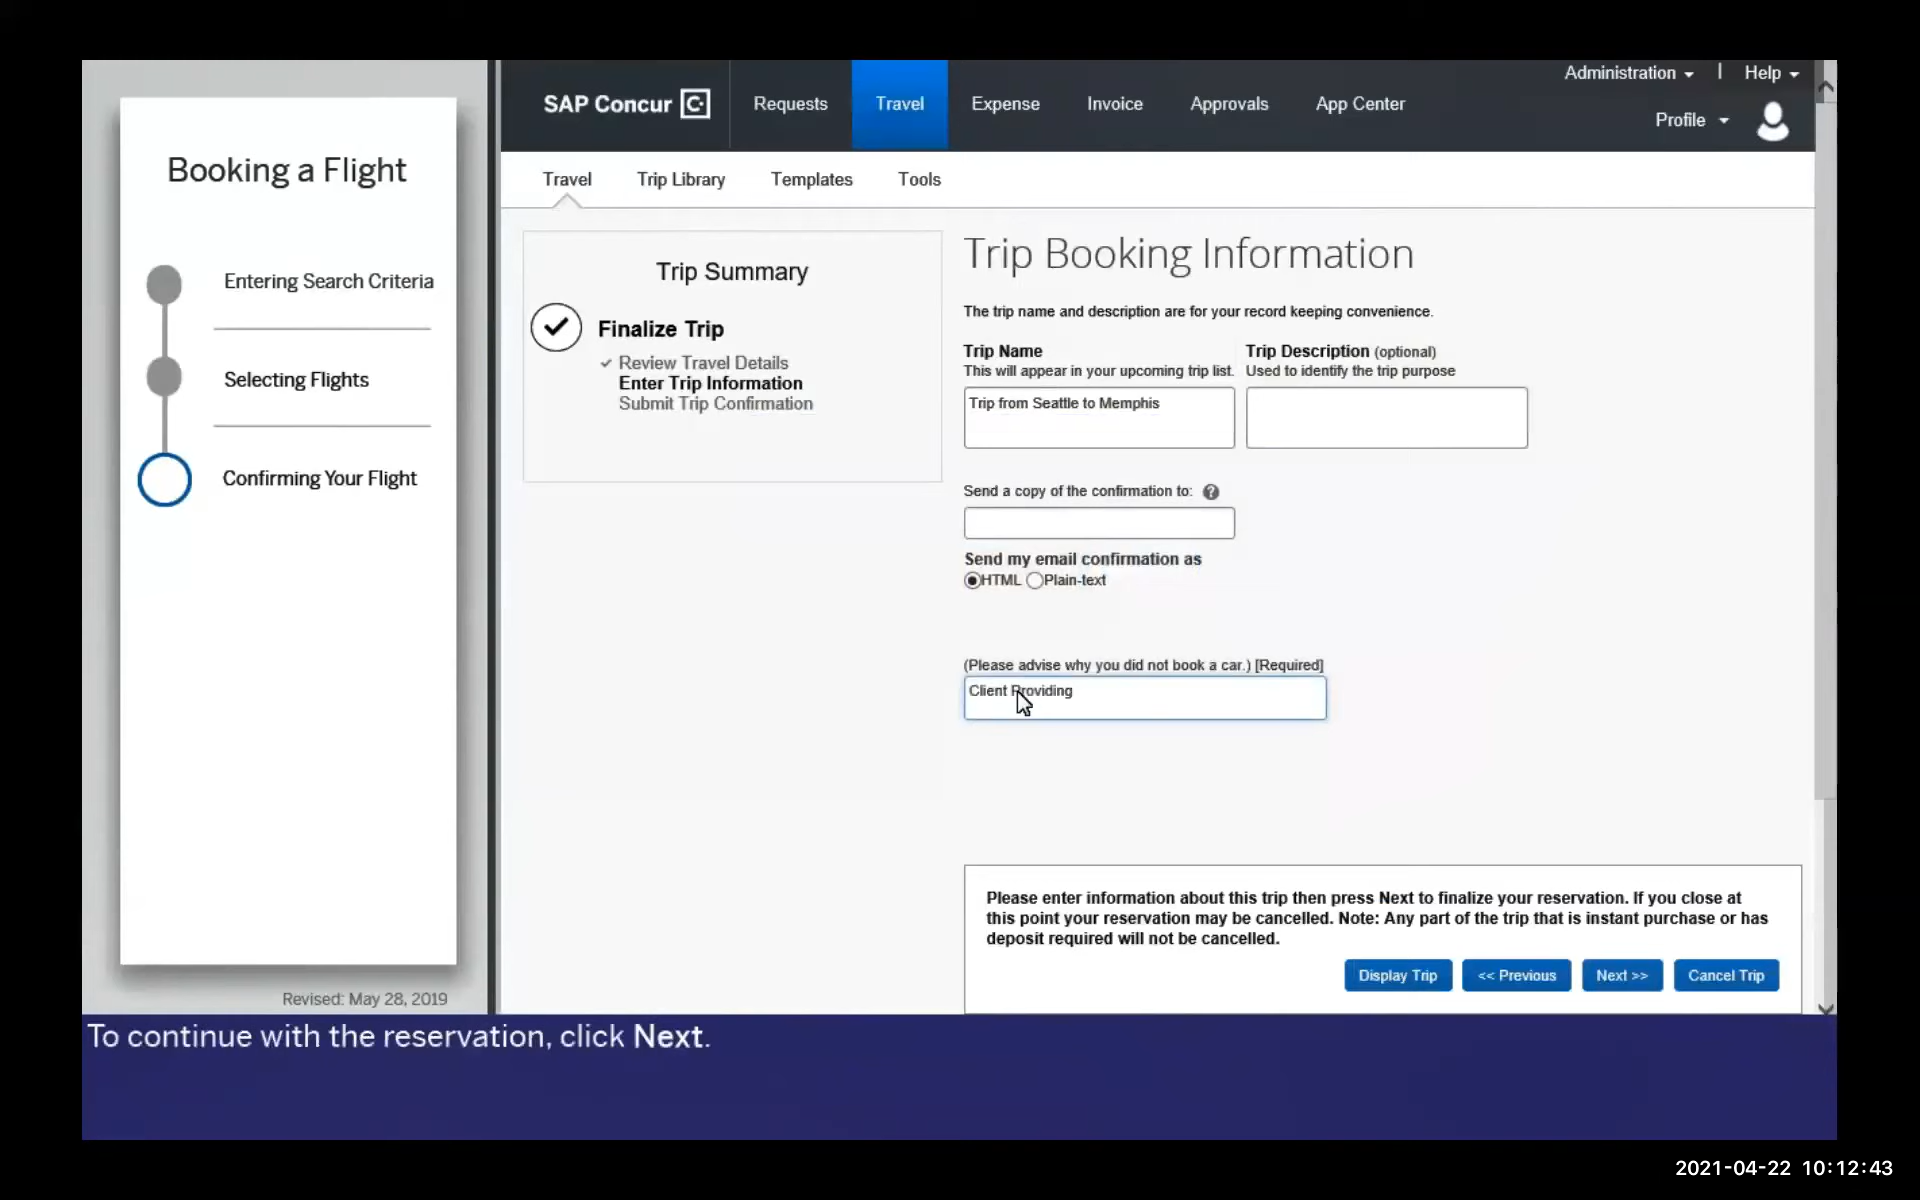 Booking a Flight
Entering Search Criteria
Selecting Flights
Confirming Your Flight
Revised: May 28, 2019
SAP Concur C
Requests
Travel
Expense
Invoice
Approvals
App Center
Administration
|
Help
Profile
Travel
Trip Library
Templates
Tools
Trip Summary
Finalize Trip
Review Travel Details
Enter Trip Information
Submit Trip Confirmation
Trip Booking Information
The trip name and description are for your record keeping convenience.
Trip Name
This will appear in your upcoming trip list.
Trip from Seattle to Memphis
Trip Description (optional)
Used to identify the trip purpose
Send a copy of the confirmation to: ?
Send my email confirmation as
HTML Plain-text
(Please advise why you did not book a car.) [Required]
Client Providing
Please enter information about this trip then press Next to finalize your reservation. If you close at
this point your reservation may be cancelled. Note: Any part of the trip that is instant purchase or has
deposit required will not be cancelled.
Display Trip
<< Previous
Next >>
Cancel Trip
To continue with the reservation, click Next.
2021-04-22 10:12:43